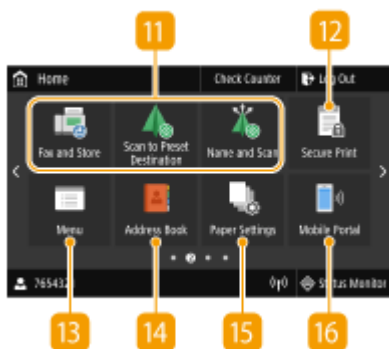 11 12
Home Check Counter Log Out
Fax and Store Scan to Preset Destination Name and Scan Secure Print
Menu Address Book Paper Settings Mobile Portal
7654321 Status Monitor
13 14 15 16